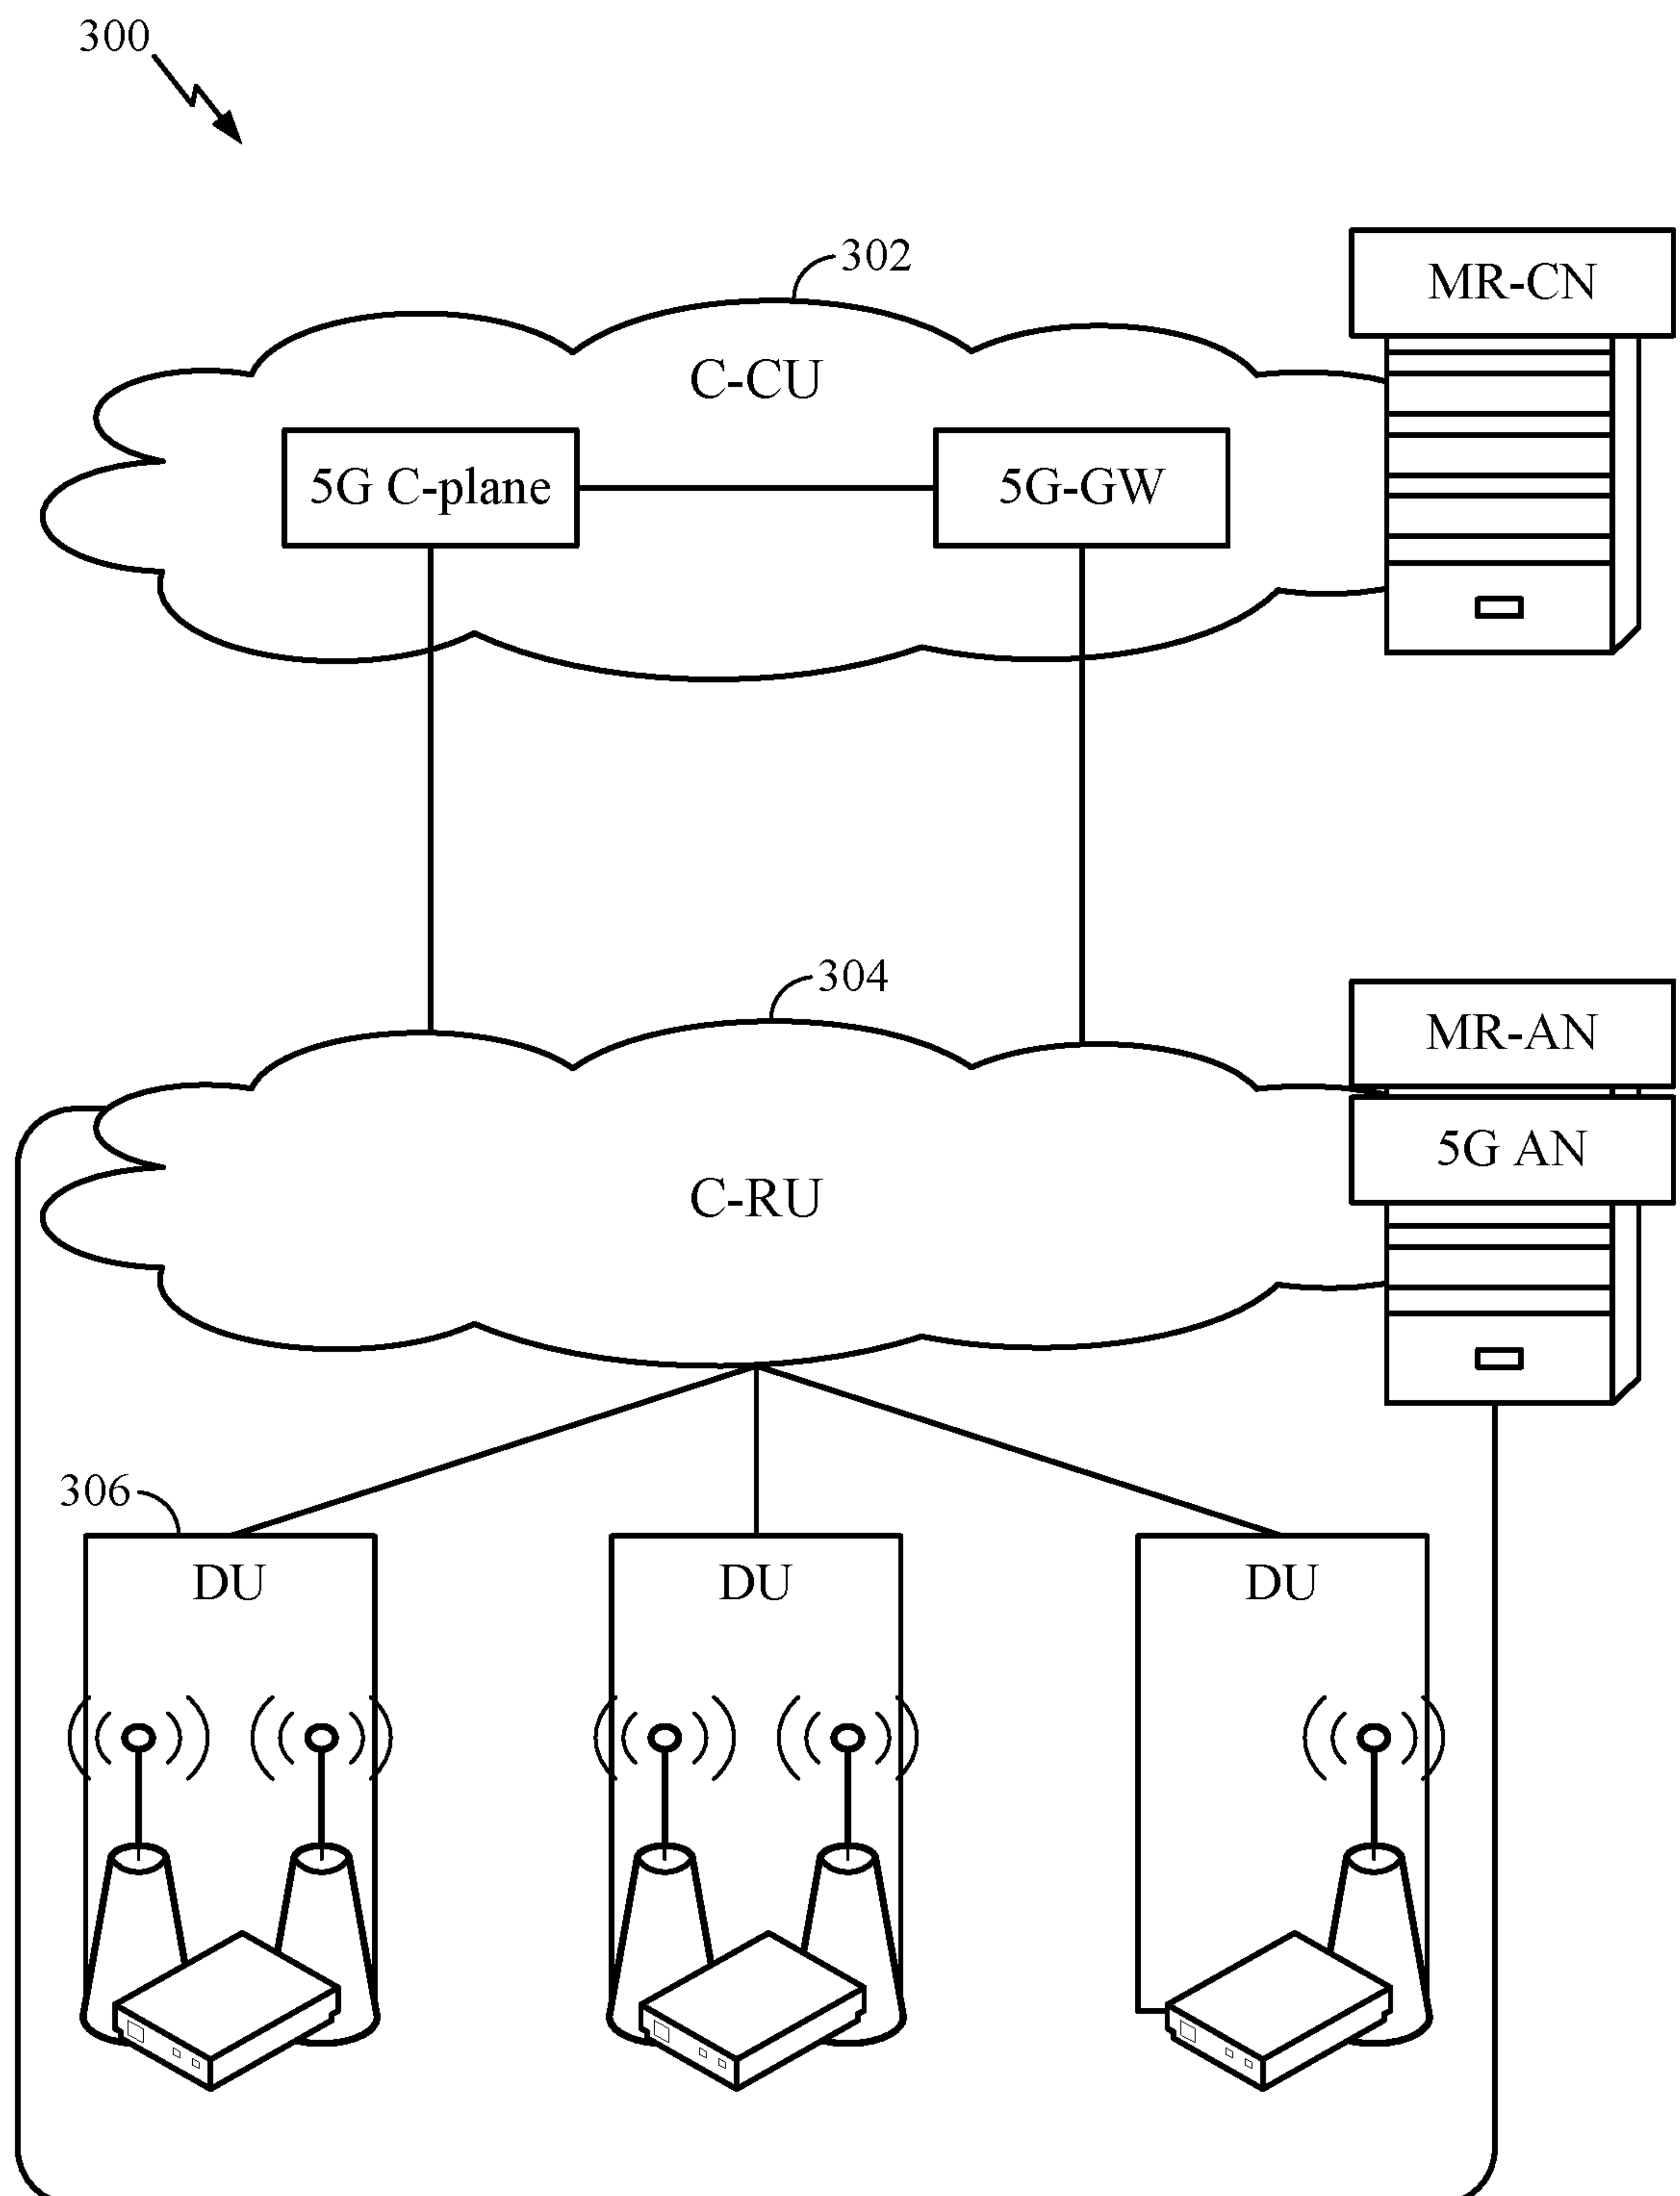 300
302
MR-CN
C-CU
5G C-plane
5G-GW
304
MR-AN
5G AN
C-RU
306
DU
DU
DU